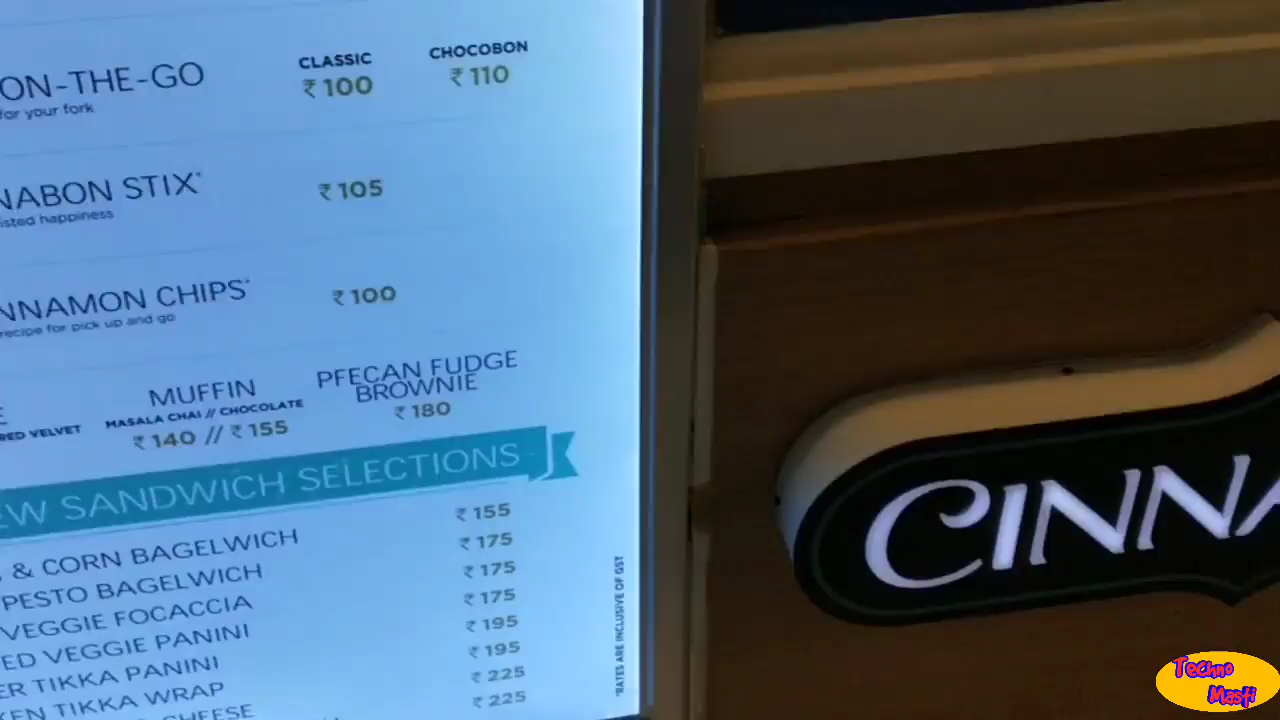 CLASSIC CHOCOBON
ON-THE-GO ₹100 ₹110
for your fork
NABON STIX* ₹105
isted happiness
NNAMON CHIPS* ₹100
recipe for pick up and go
MUFFIN PFECAN FUDGE BROWNIE
RED VELVET MASALA CHAI // CHOCOLATE
₹140 // ₹155 ₹180
EW SANDWICH SELECTIONS
& CORN BAGELWICH ₹155
PESTO BAGELWICH ₹175
VEGGIE FOCACCIA ₹175
ED VEGGIE PANINI ₹175
ER TIKKA PANINI ₹195
KEN TIKKA WRAP ₹195
CHEESE ₹225
₹225
*RATES ARE INCLUSIVE OF GST
CINNA
Techno
Masti